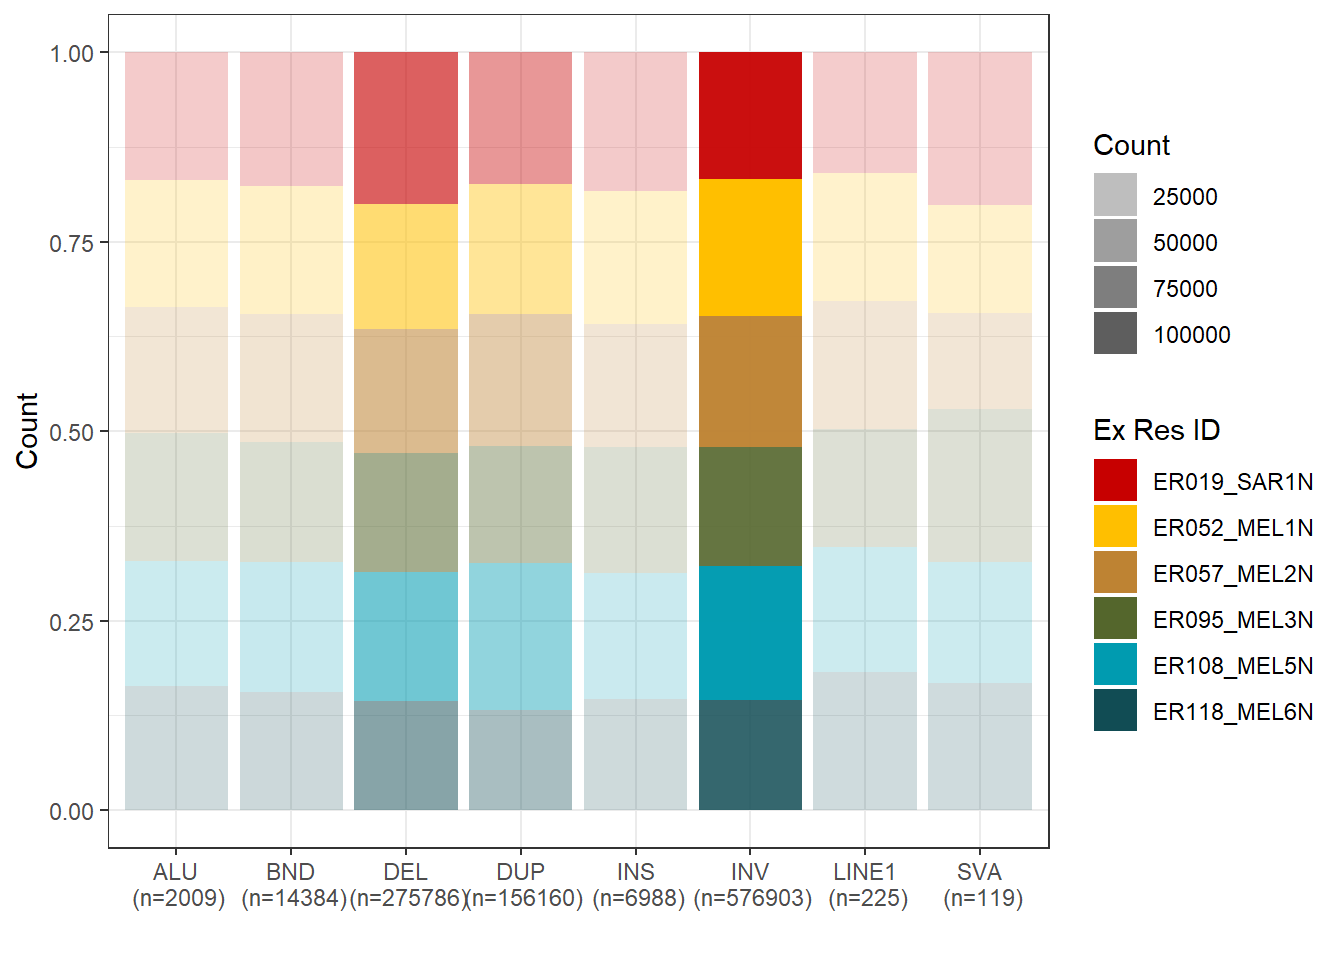 Count
1.00
0.75
0.50
0.25
0.00
ALU
(n=2009)
BND
(n=14384)
DEL
(n=275786)
DUP
(n=156160)
INS
(n=6988)
INV
(n=576903)
LINE1
(n=225)
SVA
(n=119)
Count
25000
50000
75000
100000
Ex Res ID
ER019_SAR1N
ER052_MEL1N
ER057_MEL2N
ER095_MEL3N
ER108_MEL5N
ER118_MEL6N